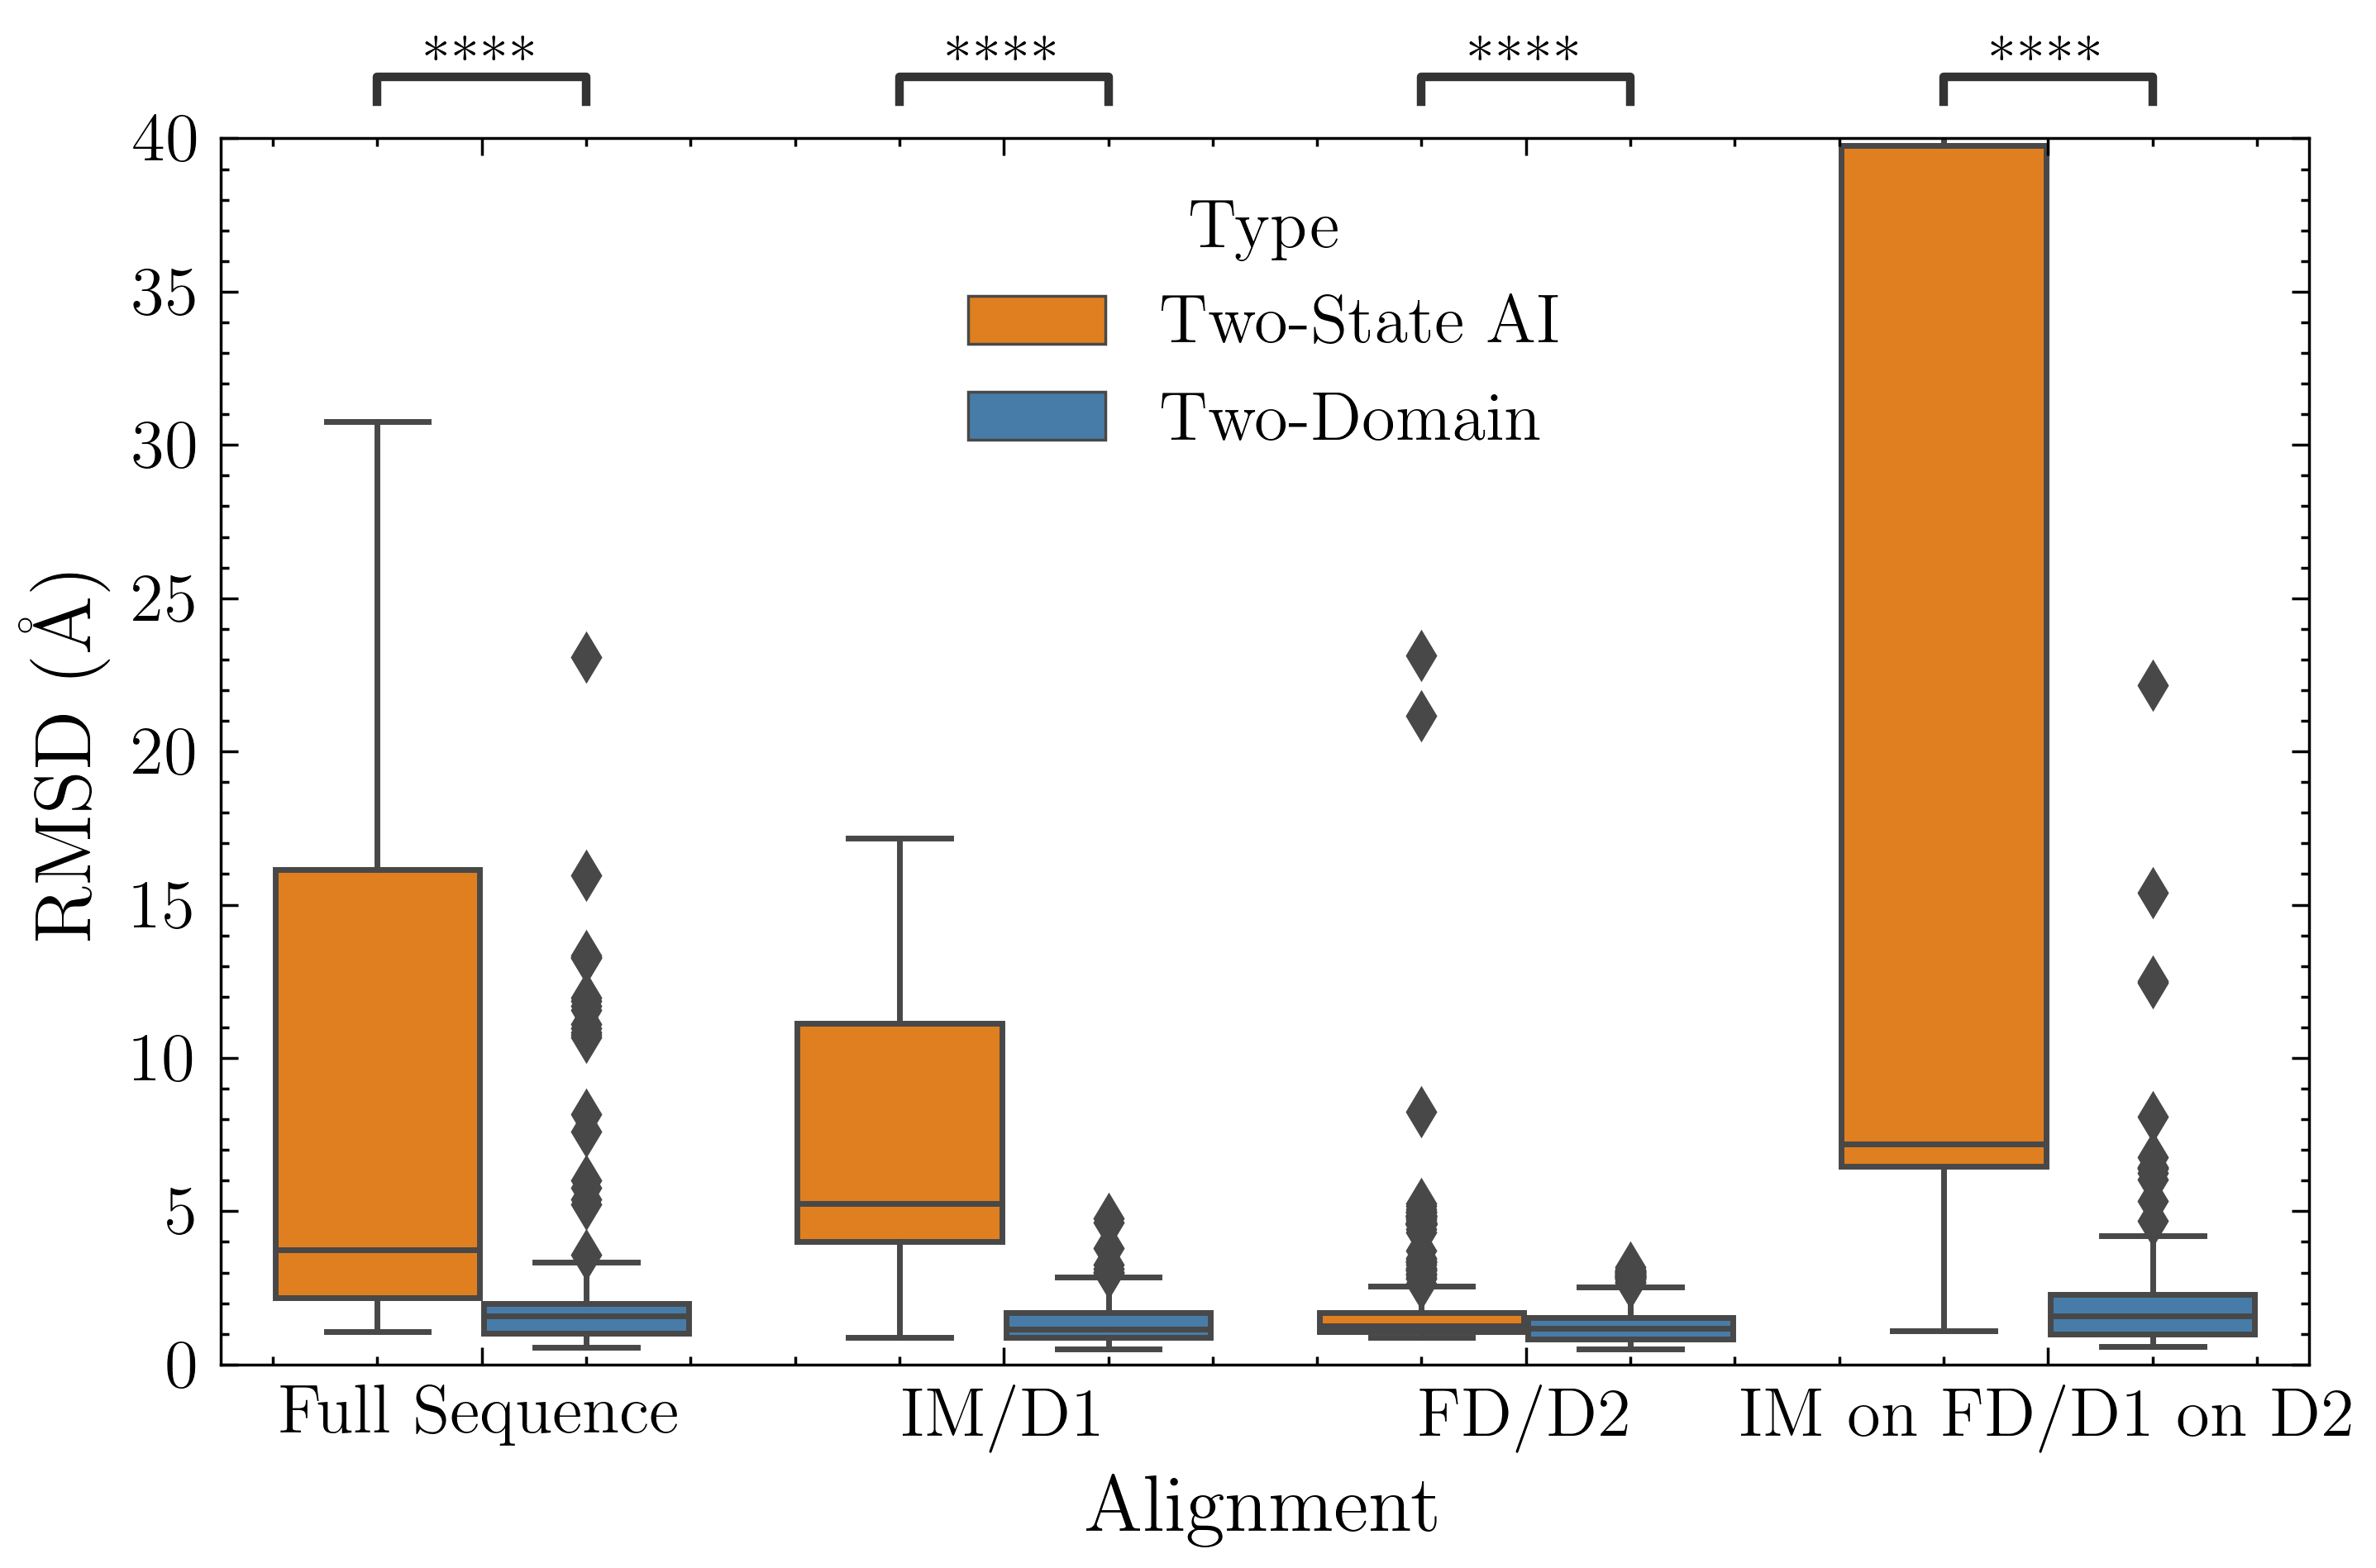 **** **** **** ****
40
35
30
25
20
15
10
5
0
RMSD (Å)
Type
Two-State AI
Two-Domain
Full Sequence IM/D1 FD/D2 IM on FD/D1 on D2
Alignment